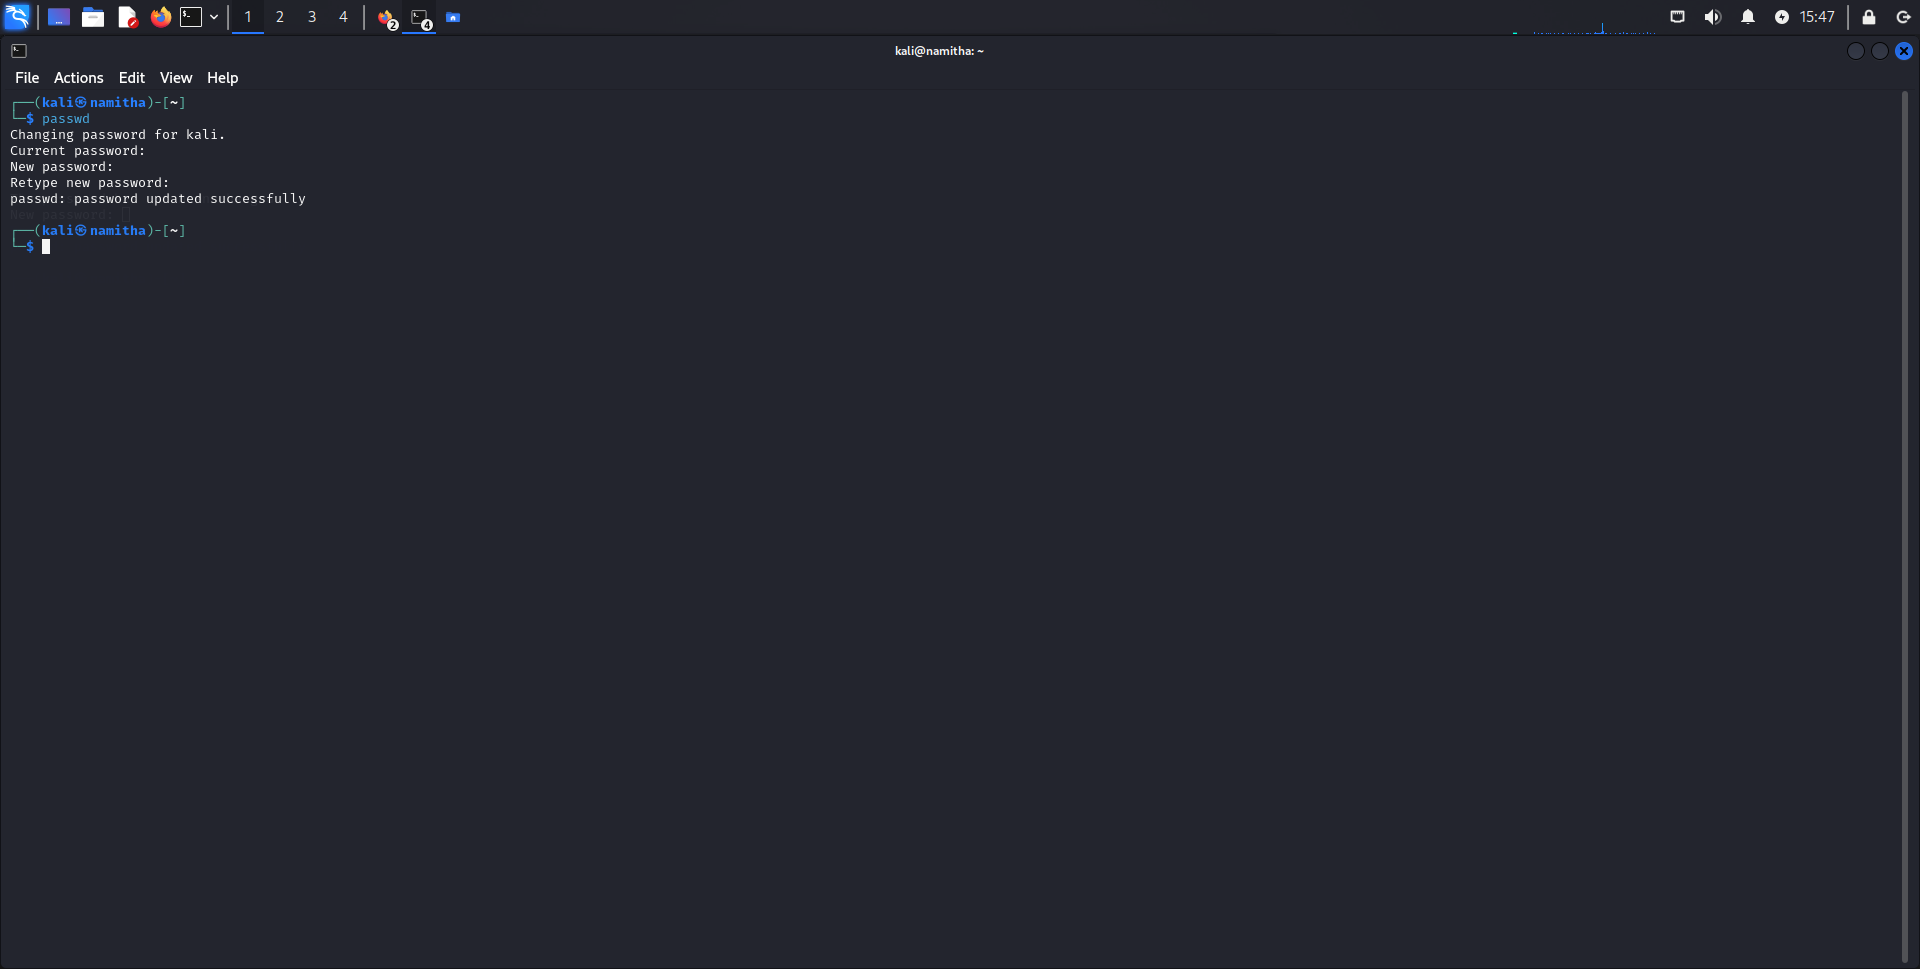 1 2 3 4 2 4 15:47
kali@namitha: ~
File Actions Edit View Help
┌──(kali㉿namitha)-[~]
└─$ passwd
Changing password for kali.
Current password:
New password:
Retype new password:
passwd: password updated successfully
New password:
┌──(kali㉿namitha)-[~]
└─$